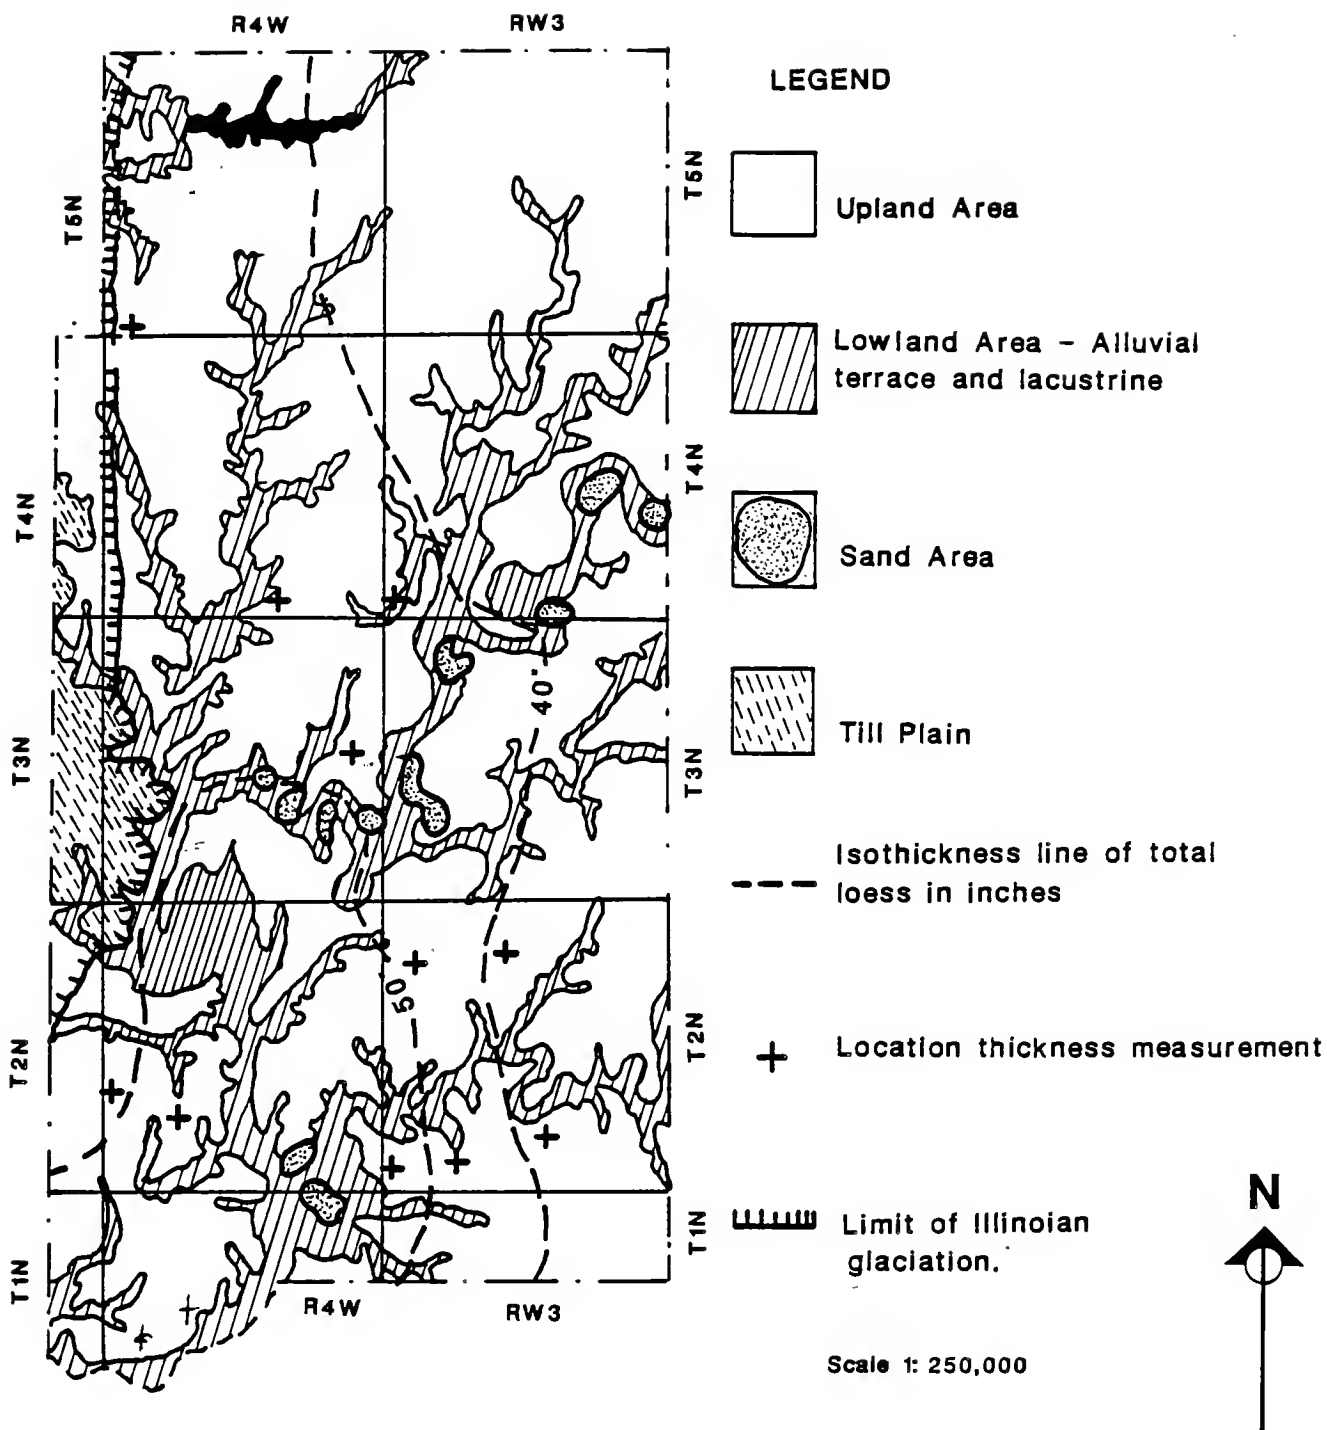 R4W
RW3
LEGEND
T5N
T5N
Upland Area
Lowland Area - Alluvial
terrace and lacustrine
T4N
T4N
Sand Area
40"
T3N
T3N
Till Plain
Isothickness line of total
loess in inches
50
T2N
T2N
Location thickness measurement
N
T1N
T1N
Limit of Illinoian
glaciation.
R4W
RW3
Scale 1: 250,000